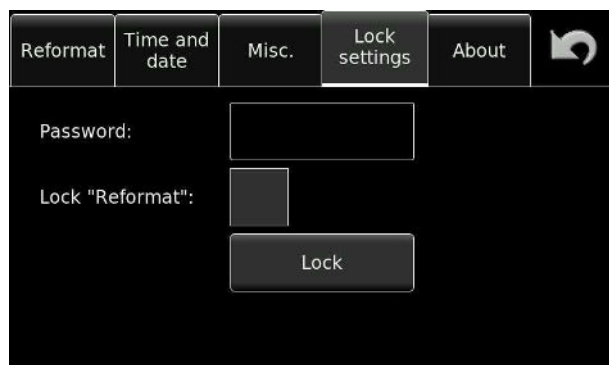 Reformat
Time and
date
Misc.
Lock
settings
About
Password:
Lock "Reformat":
Lock